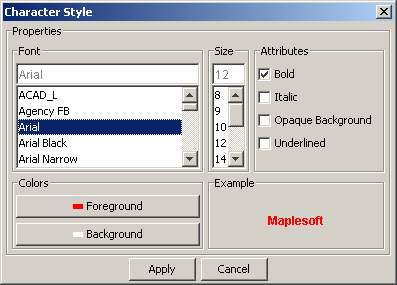 Character Style
Properties
Font
Size
Attributes
Arial
12
Bold
ACAD_L
8
Agency FB
9
Italic
Arial
10
Opaque Background
Arial Black
12
Underlined
Arial Narrow
14
Colors
Example
Foreground
Maplesoft
Background
Apply
Cancel